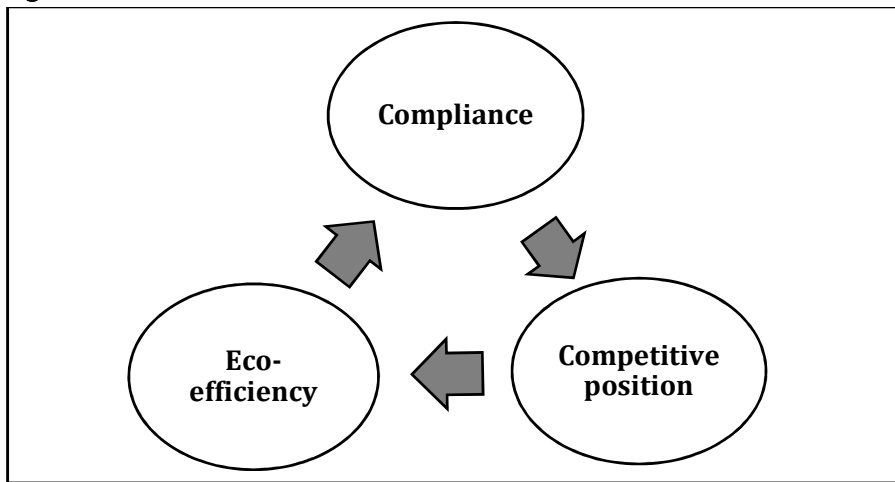 Compliance
Eco-
efficiency
Competitive
position